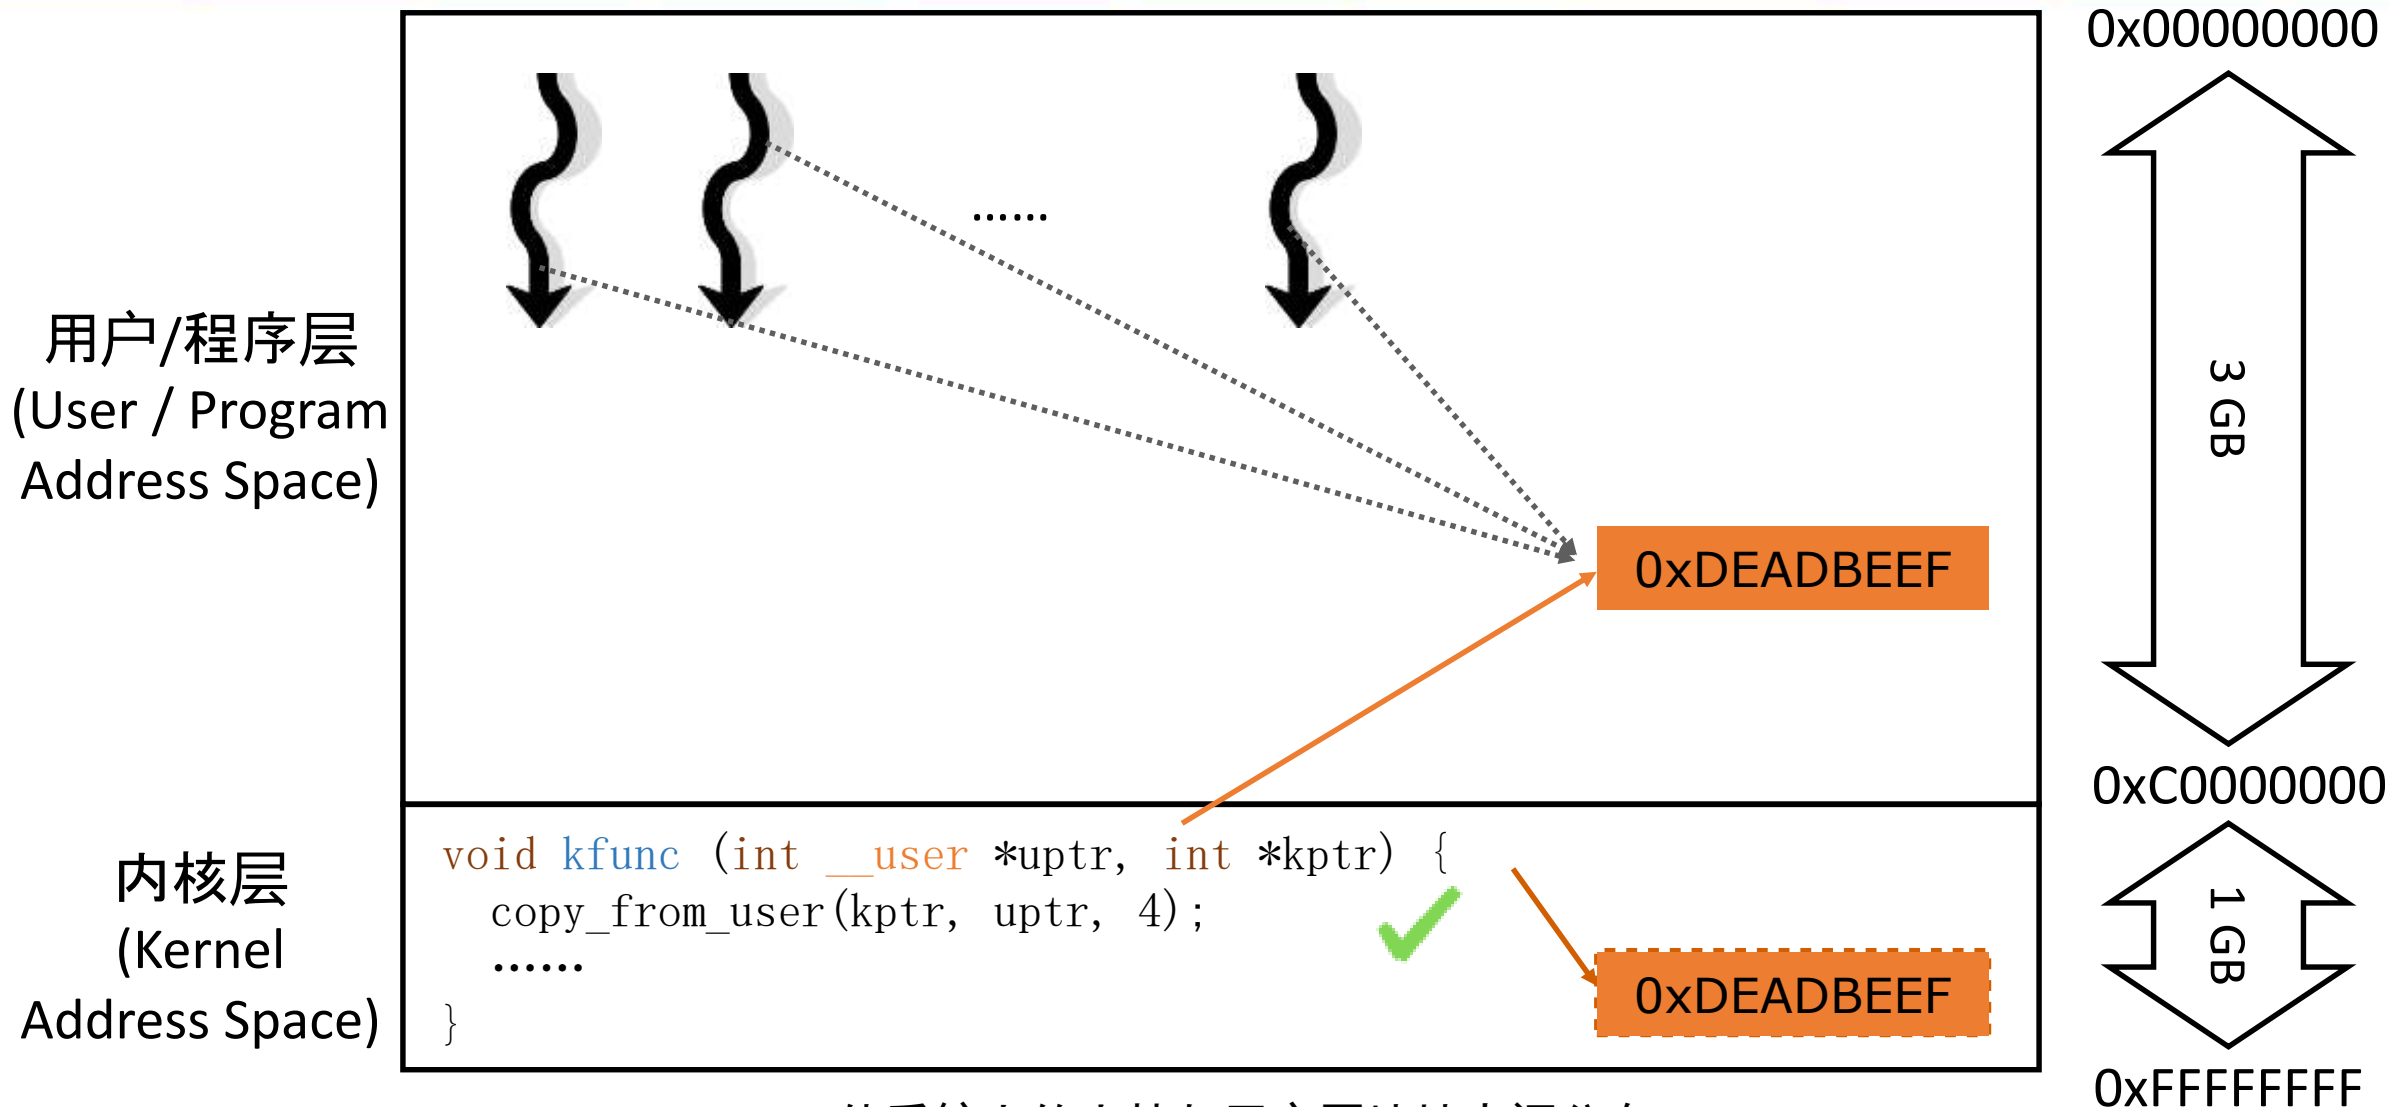 0x00000000
用户/程序层
(User / Program
Address Space)
......
3 GB
0xDEADBEEF
0xC0000000
内核层
(Kernel
Address Space)
void kfunc (int __user *uptr, int *kptr) {
copy_from_user(kptr, uptr, 4);
......
}
0xDEADBEEF
1 GB
0xFFFFFFFF